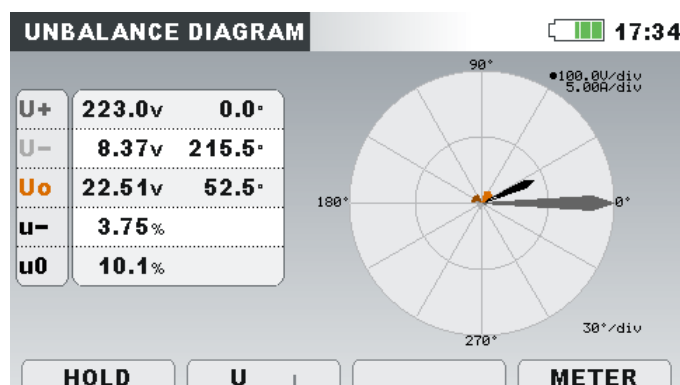 UNBALANCE DIAGRAM 17:34
90°
●100.0V/div
5.00A/div
U+ 223.0v 0.0°
U- 8.37v 215.5°
Uo 22.51v 52.5°
180° 0°
u- 3.75%
u0 10.1%
30°/div
270°
HOLD U METER